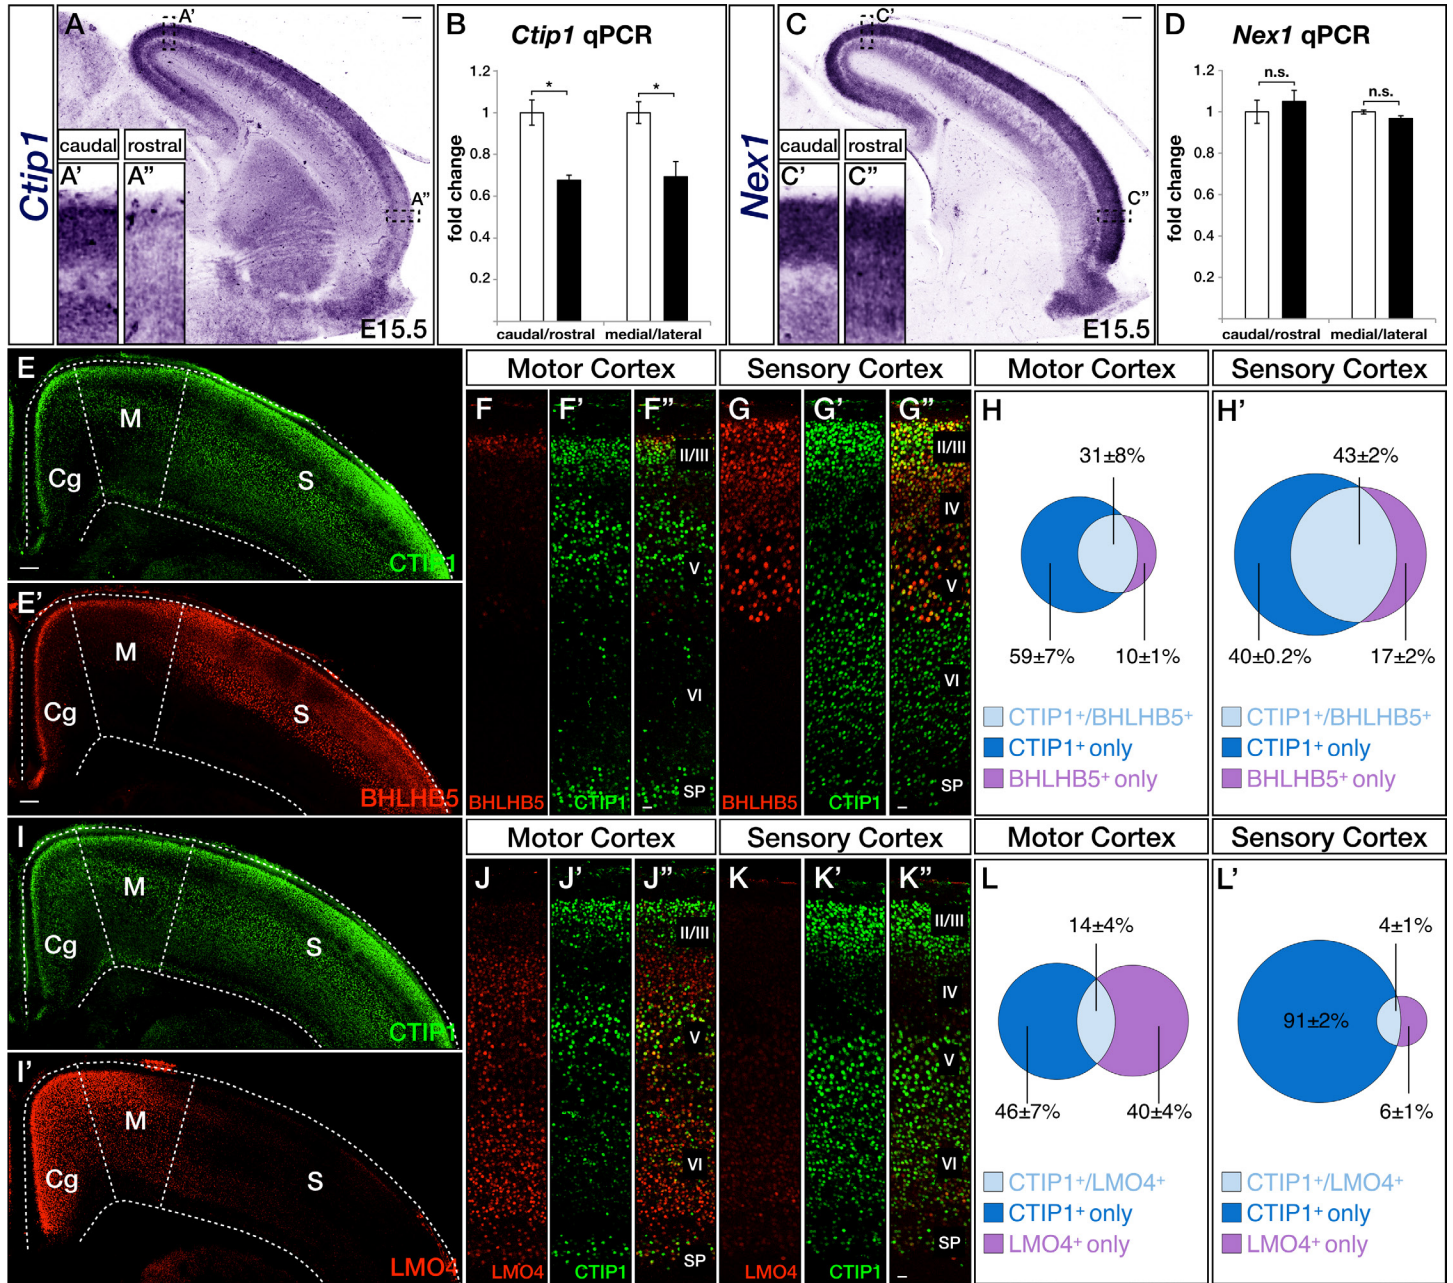 Ctip1
A
A'
A"
caudal
rostral
A'
A"
E15.5
B
Ctip1 qPCR
fold change
1.2
1
0.8
0.6
0.4
0.2
*
*
caudal/rostral
medial/lateral
Nex1
C
C'
C"
caudal
rostral
C'
C"
E15.5
D
Nex1 qPCR
fold change
1.2
1
0.8
0.6
0.4
0.2
n.s.
n.s.
caudal/rostral
medial/lateral
E
M
Cg
S
CTIP1
E'
M
Cg
S
BHLHB5
Motor Cortex
F
F'
F"
II/III
V
VI
SP
BHLHB5
CTIP1
Sensory Cortex
G
G'
G"
II/III
IV
V
VI
SP
BHLHB5
CTIP1
Motor Cortex
H
31±8%
59±7%
10±1%
CTIP1+/BHLHB5+
CTIP1+ only
BHLHB5+ only
Sensory Cortex
H'
43±2%
40±0.2%
17±2%
CTIP1+/BHLHB5+
CTIP1+ only
BHLHB5+ only
I
M
Cg
S
CTIP1
I'
M
Cg
S
LMO4
Motor Cortex
J
J'
J"
II/III
V
VI
SP
LMO4
CTIP1
Sensory Cortex
K
K'
K"
II/III
IV
V
VI
SP
LMO4
CTIP1
Motor Cortex
L
14±4%
46±7%
40±4%
CTIP1+/LMO4+
CTIP1+ only
LMO4+ only
Sensory Cortex
L'
4±1%
91±2%
6±1%
CTIP1+/LMO4+
CTIP1+ only
LMO4+ only